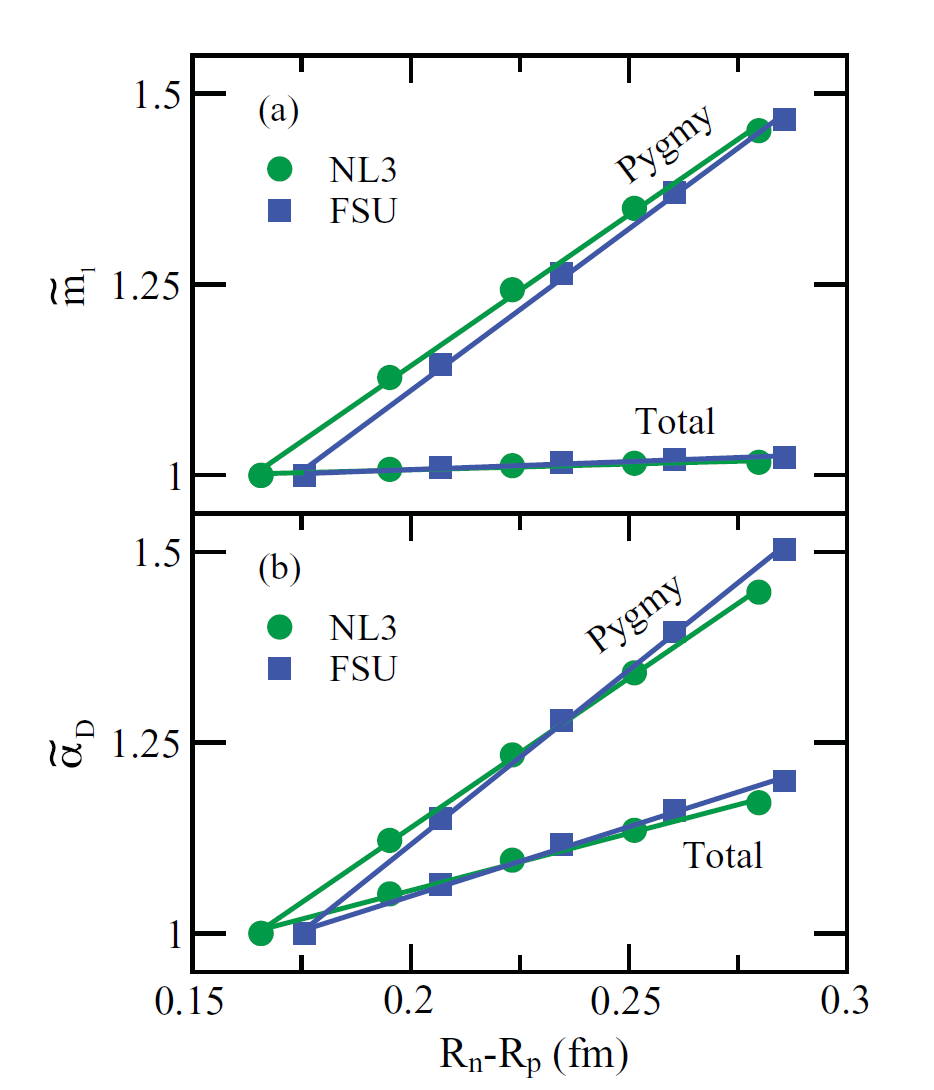 (a)
NL3
FSU
Pygmy
Total
1.5
1.25
1
m̃₁
(b)
NL3
FSU
Pygmy
Total
1.5
1.25
1
α̃D
0.15 0.2 0.25 0.3
Rn-Rp (fm)